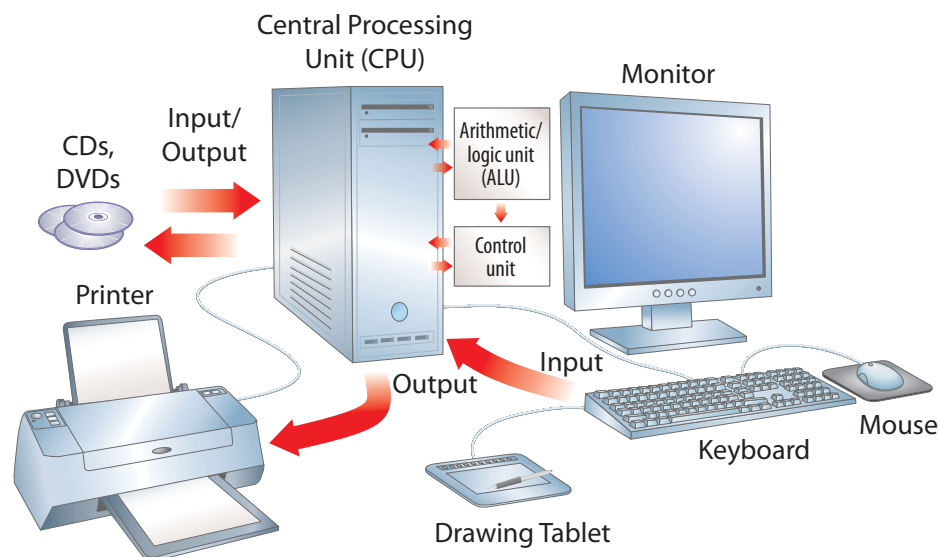 Central Processing
Unit (CPU)
Monitor
Input/
Output
CDs,
DVDs
Arithmetic/
logic unit
(ALU)
Control
unit
Printer
Output
Input
Keyboard
Mouse
Drawing Tablet